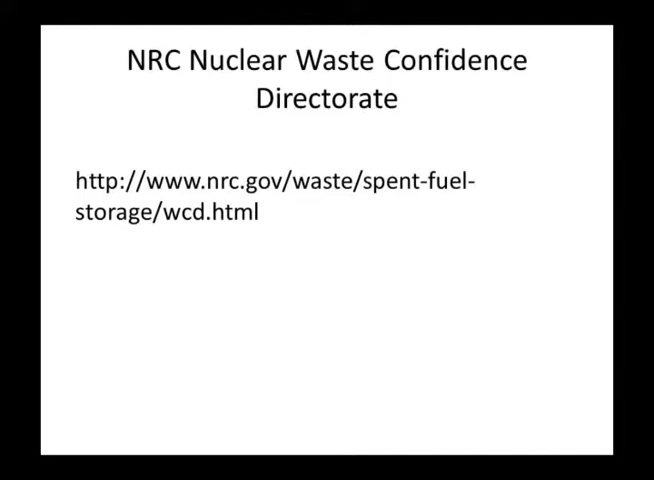 NRC Nuclear Waste Confidence
Directorate
http://www.nrc.gov/waste/spent-fuel-
storage/wcd.html